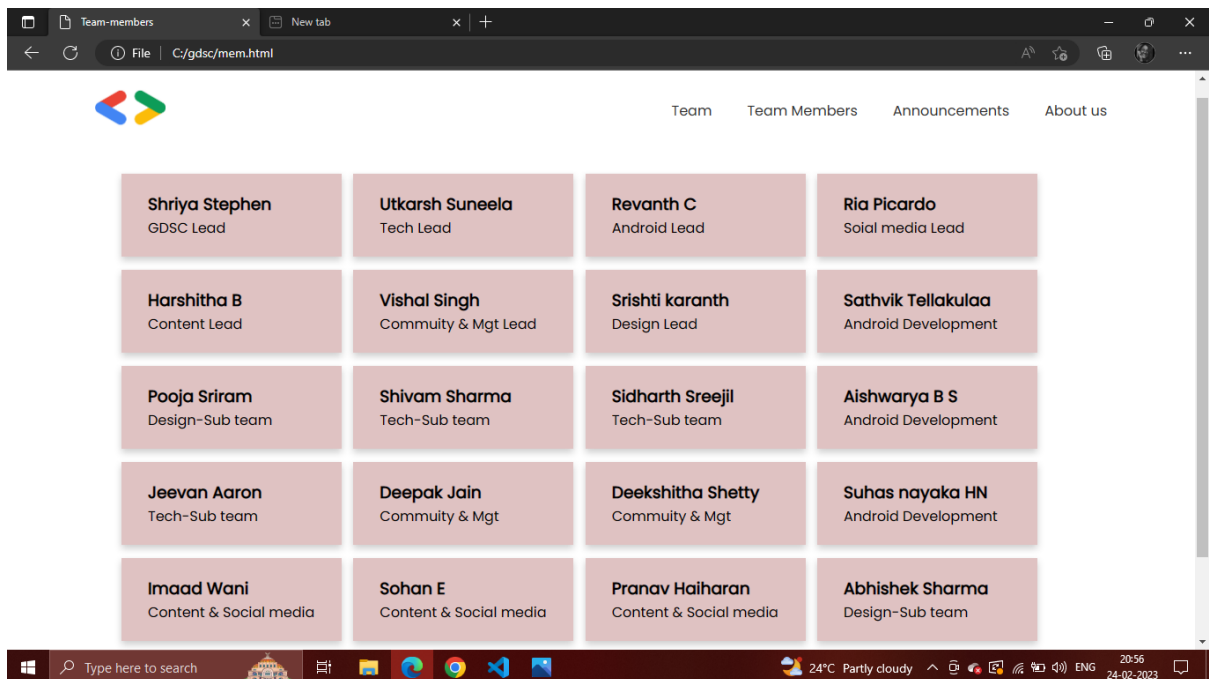 Team-members
New tab
File
C:/gdsc/mem.html
Team Team Members Announcements About us
Shriya Stephen
GDSC Lead
Utkarsh Suneela
Tech Lead
Revanth C
Android Lead
Ria Picardo
Soial media Lead
Harshitha B
Content Lead
Vishal Singh
Commuity & Mgt Lead
Srishti karanth
Design Lead
Sathvik Tellakulaa
Android Development
Pooja Sriram
Design-Sub team
Shivam Sharma
Tech-Sub team
Sidharth Sreejil
Tech-Sub team
Aishwarya B S
Android Development
Jeevan Aaron
Tech-Sub team
Deepak Jain
Commuity & Mgt
Deekshitha Shetty
Commuity & Mgt
Suhas nayaka HN
Android Development
Imaad Wani
Content & Social media
Sohan E
Content & Social media
Pranav Haiharan
Content & Social media
Abhishek Sharma
Design-Sub team
Type here to search
24°C Partly cloudy
ENG
20:56
24-02-2023